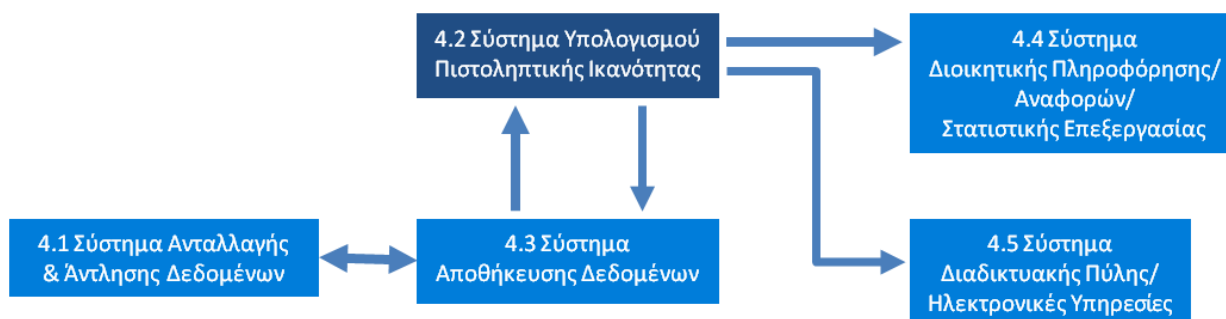 4.2 Σύστημα Υπολογισμού
Πιστοληπτικής Ικανότητας
4.4 Σύστημα
Διοικητικής Πληροφόρησης/
Αναφορών/
Στατιστικής Επεξεργασίας
4.1 Σύστημα Ανταλλαγής
& Άντλησης Δεδομένων
4.3 Σύστημα
Αποθήκευσης Δεδομένων
4.5 Σύστημα
Διαδικτυακής Πύλης/
Ηλεκτρονικές Υπηρεσίες